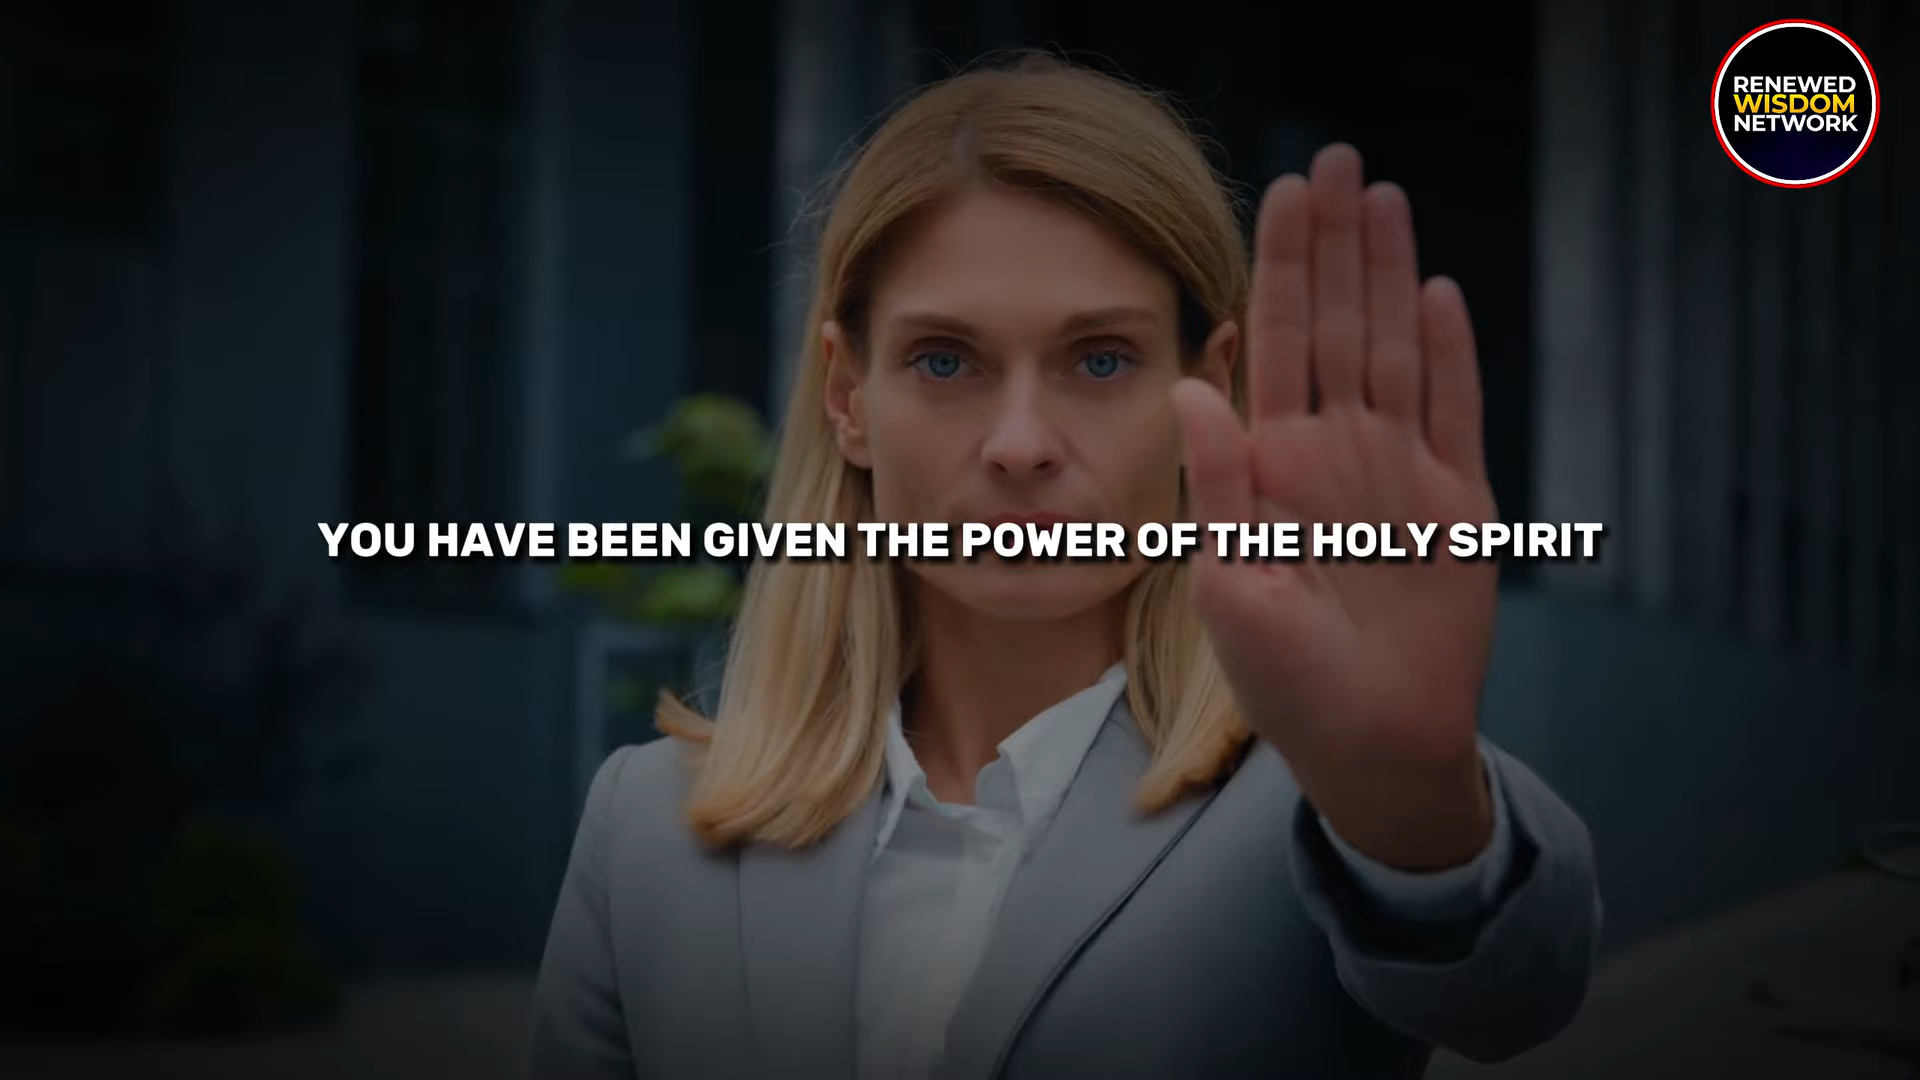 RENEWED
WISDOM
NETWORK
YOU HAVE BEEN GIVEN THE POWER OF THE HOLY SPIRIT